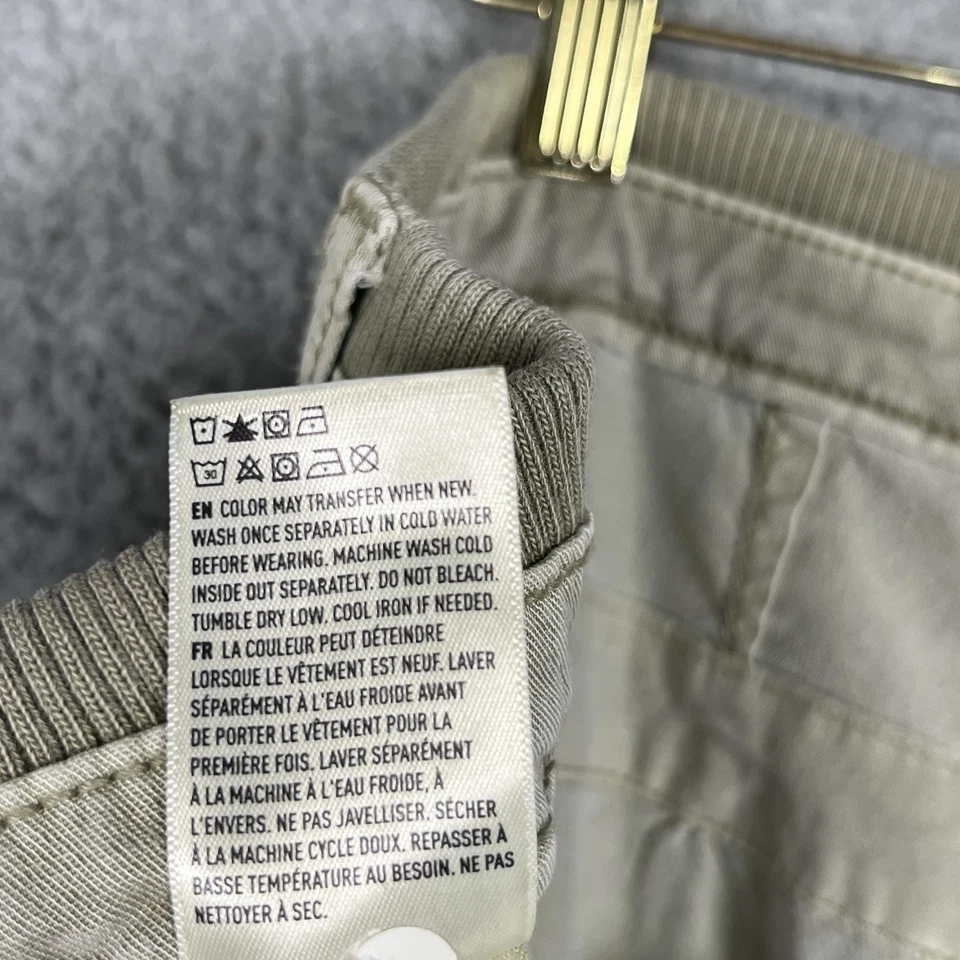 30
EN COLOR MAY TRANSFER WHEN NEW.
WASH ONCE SEPARATELY IN COLD WATER
BEFORE WEARING. MACHINE WASH COLD
INSIDE OUT SEPARATELY. DO NOT BLEACH.
TUMBLE DRY LOW. COOL IRON IF NEEDED.
FR LA COULEUR PEUT DÉTEINDRE
LORSQUE LE VÊTEMENT EST NEUF. LAVER
SÉPARÉMENT À L'EAU FROIDE AVANT
DE PORTER LE VÊTEMENT POUR LA
PREMIÈRE FOIS. LAVER SÉPARÉMENT
À LA MACHINE À L'EAU FROIDE, À
L'ENVERS. NE PAS JAVELLISER. SÉCHER
À LA MACHINE CYCLE DOUX. REPASSER À
BASSE TEMPÉRATURE AU BESOIN. NE PAS
NETTOYER À SEC.